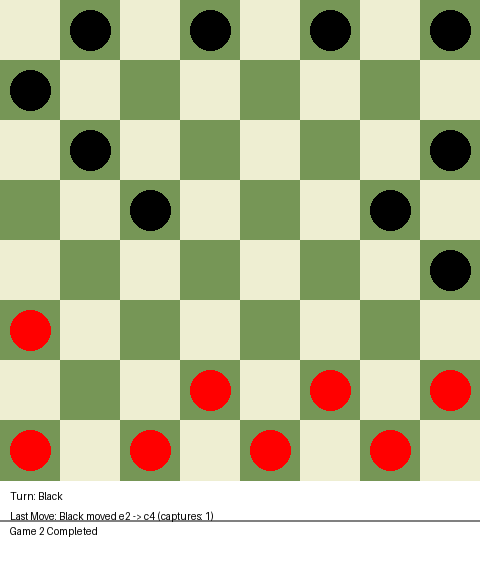 Turn: Black
Last Move: Black moved e2 -> c4 (captures: 1)
Game 2 Completed